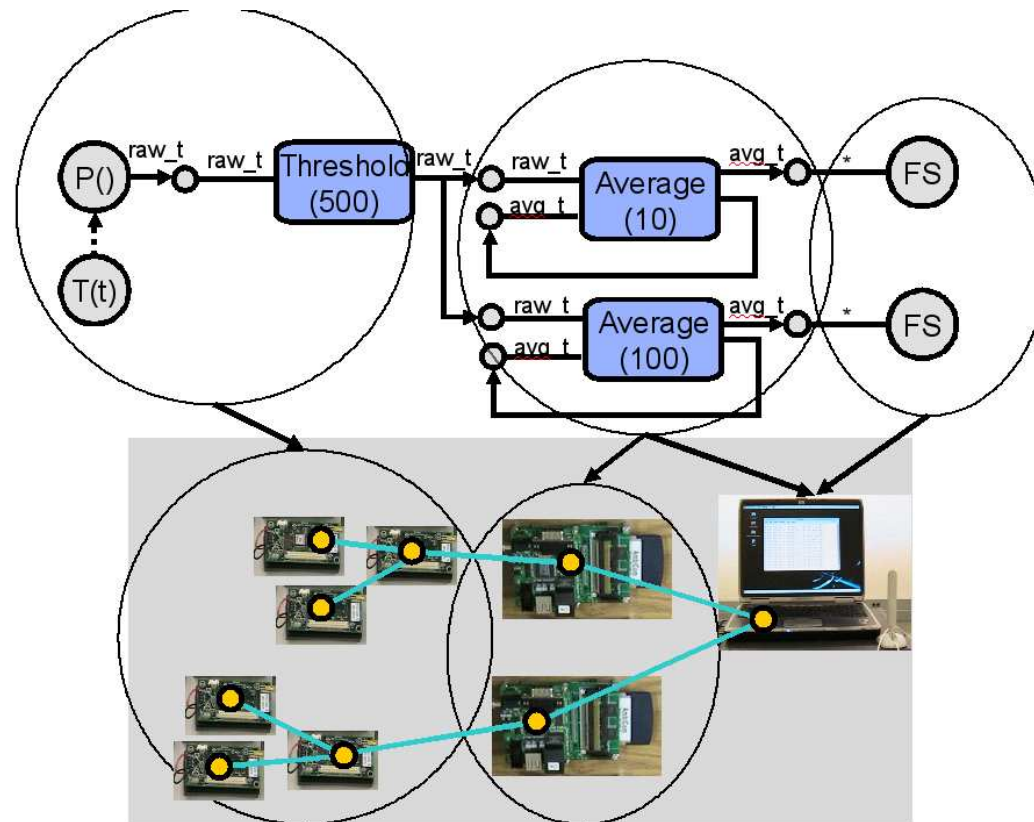 P()
raw_t
raw_t
Threshold
(500)
raw_t
raw_t
avg_t
Average
(10)
avg_t
*
FS
T(t)
raw_t
avg_t
Average
(100)
avg_t
*
FS